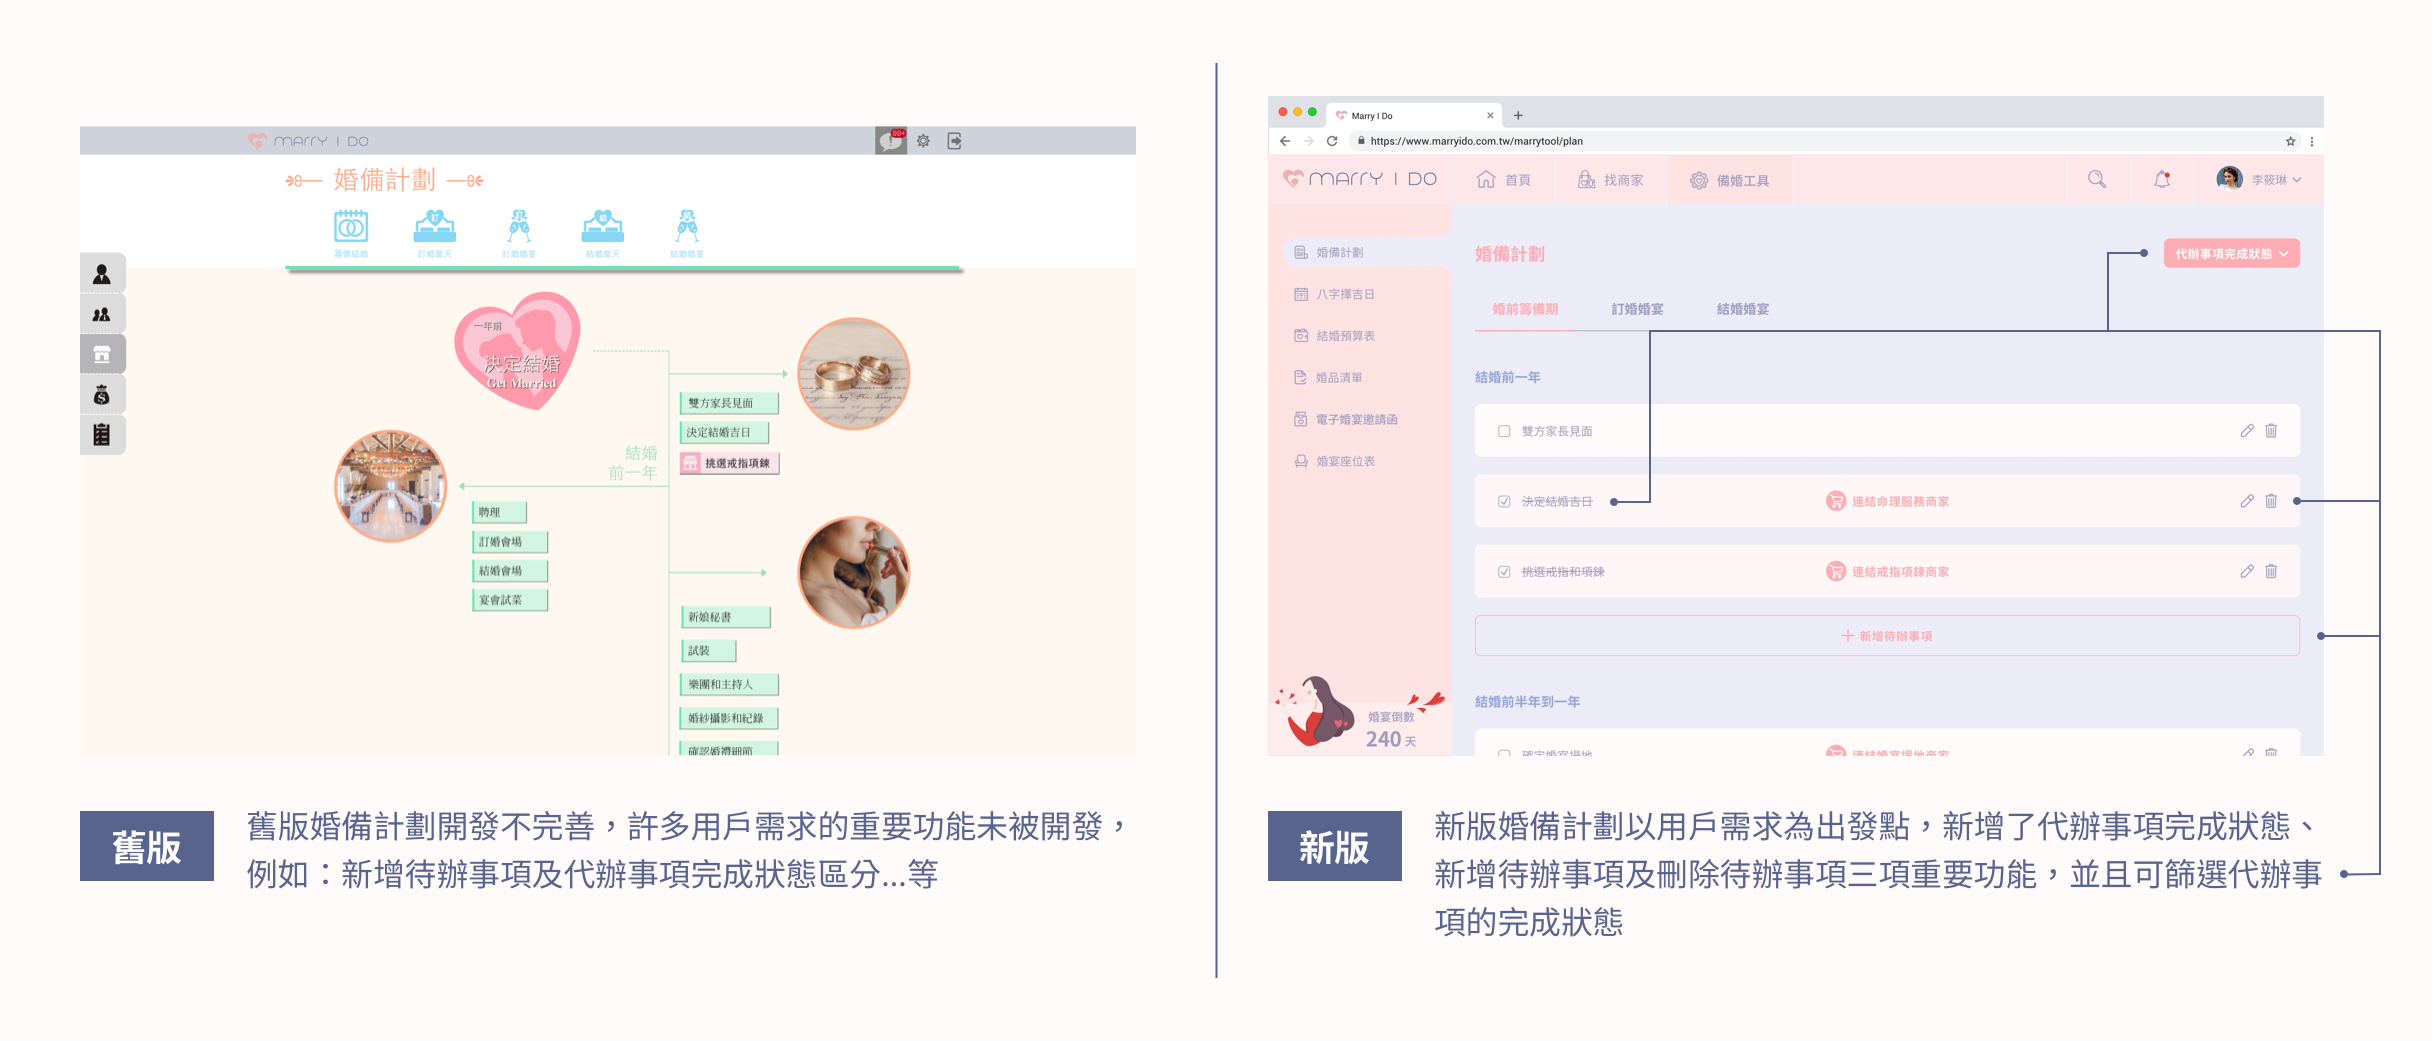 MARRY I DO
99+
婚備計劃
籌備結婚
訂婚當天
訂婚婚宴
結婚當天
結婚婚宴
一年前
決定結婚
Get Married
雙方家長見面
決定結婚吉日
挑選戒指項鍊
結婚
前一年
聘理
訂婚會場
結婚會場
宴會試菜
新娘秘書
試裝
樂團和主持人
婚紗攝影和紀錄
確認婚禮細節
舊版
舊版婚備計劃開發不完善，許多用戶需求的重要功能未被開發，
例如：新增待辦事項及代辦事項完成狀態區分...等
Marry I Do
https://www.marryido.com.tw/marrytool/plan
MARRY I DO
首頁
找商家
備婚工具
李筱琳
婚備計劃
八字擇吉日
結婚預算表
婚品清單
電子婚宴邀請函
婚宴座位表
婚宴倒數
240 天
婚備計劃
代辦事項完成狀態
婚前籌備期
訂婚婚宴
結婚婚宴
結婚前一年
雙方家長見面
決定結婚吉日
連結命理服務商家
挑選戒指和項鍊
連結戒指項鍊商家
新增待辦事項
結婚前半年到一年
確定婚宴場地
連結婚宴場地商家
新版
新版婚備計劃以用戶需求為出發點，新增了代辦事項完成狀態、
新增待辦事項及刪除待辦事項三項重要功能，並且可篩選代辦事
項的完成狀態